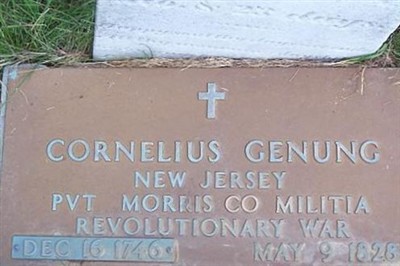 CORNELIUS GENUNG
NEW JERSEY
PVT MORRIS CO MILITIA
REVOLUTIONARY WAR
DEC 16 1746 MAY 9 1826